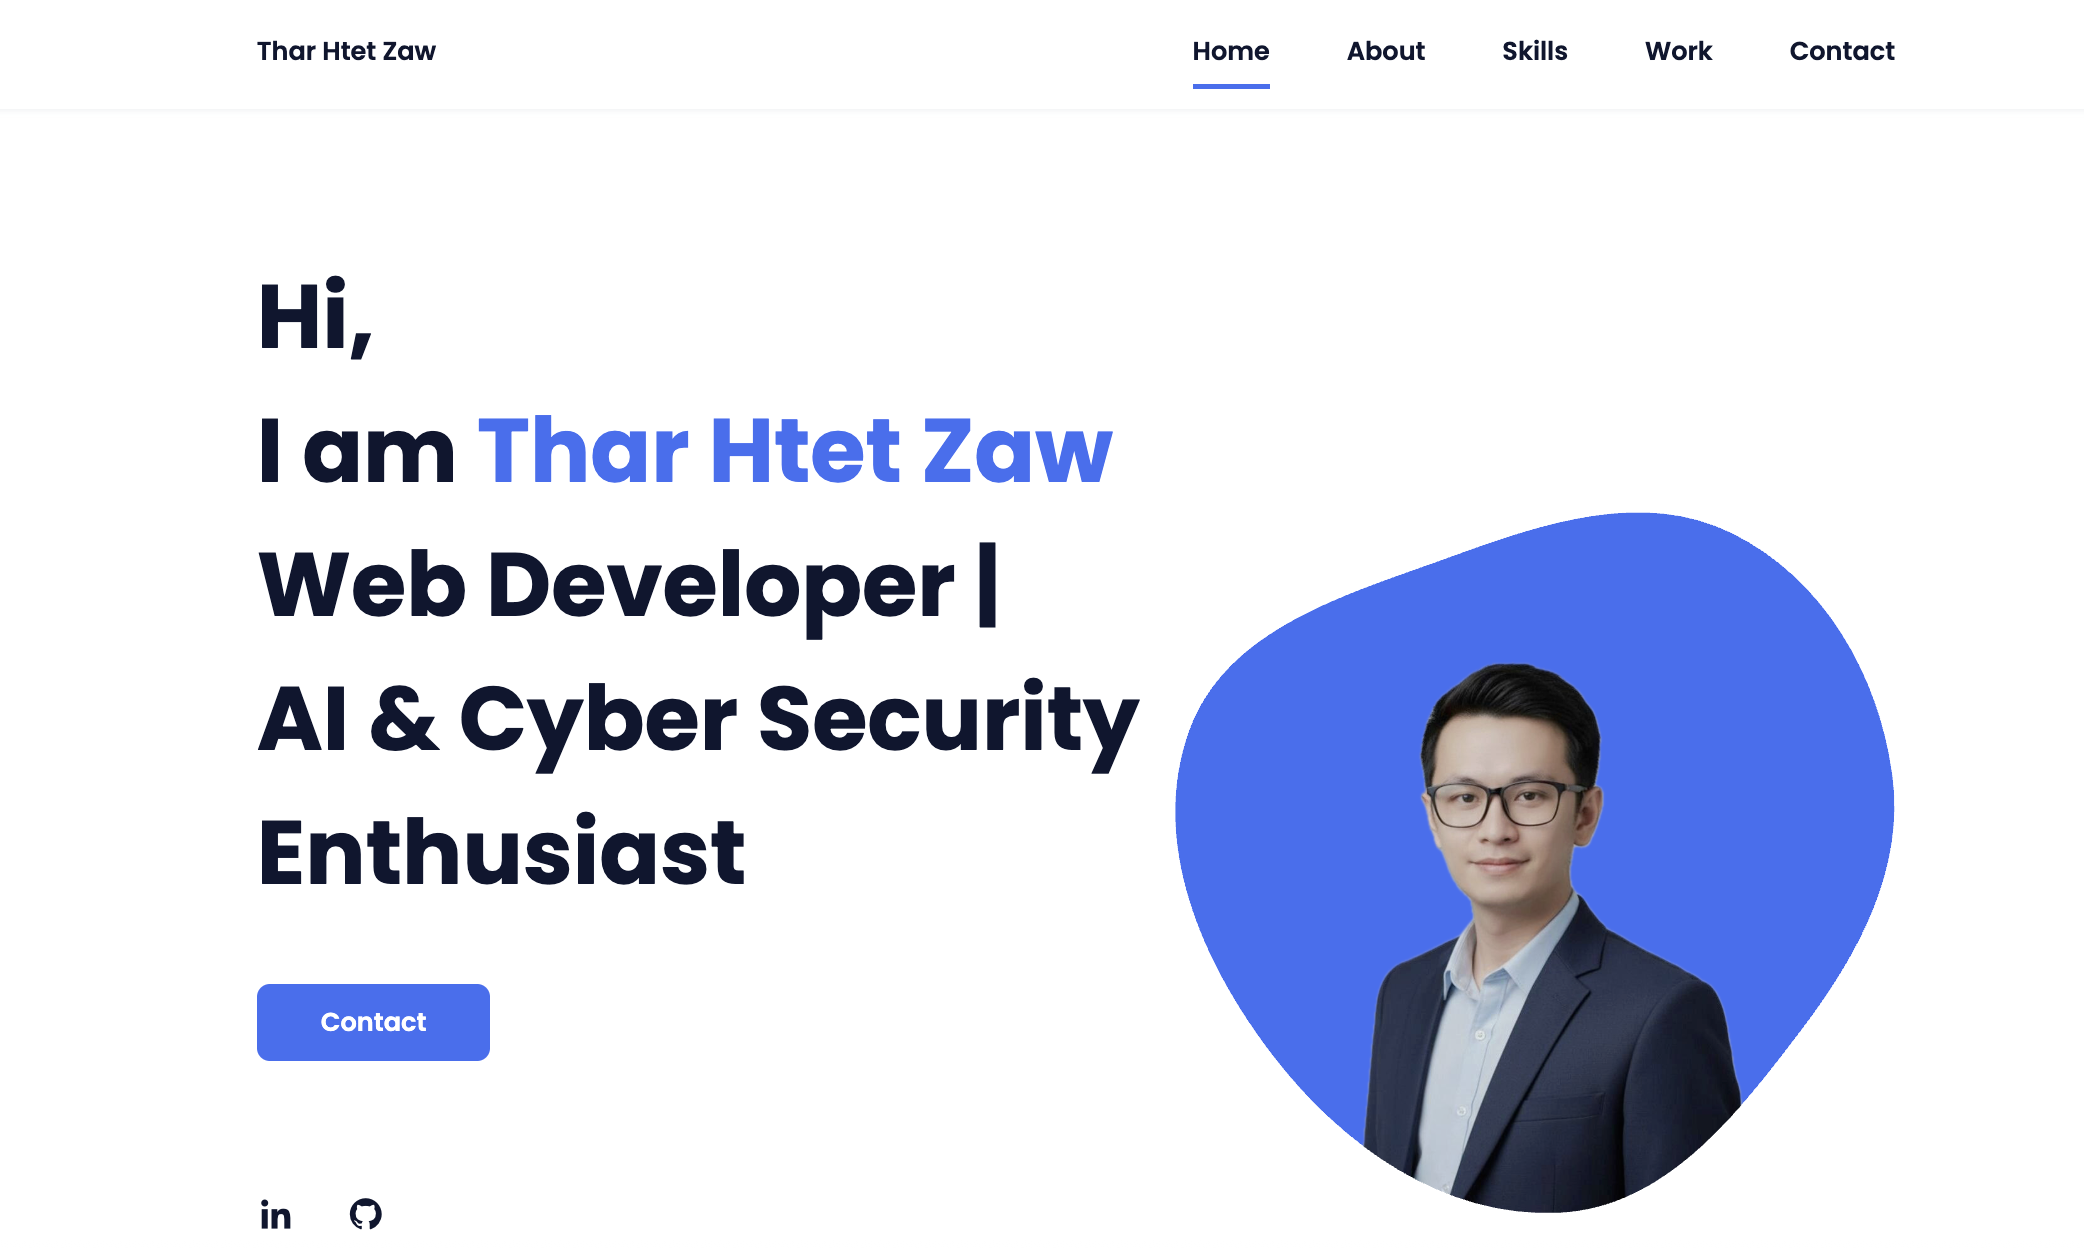 Thar Htet Zaw
Home About Skills Work Contact
Hi,
I am Thar Htet Zaw
Web Developer |
AI & Cyber Security
Enthusiast
Contact
in